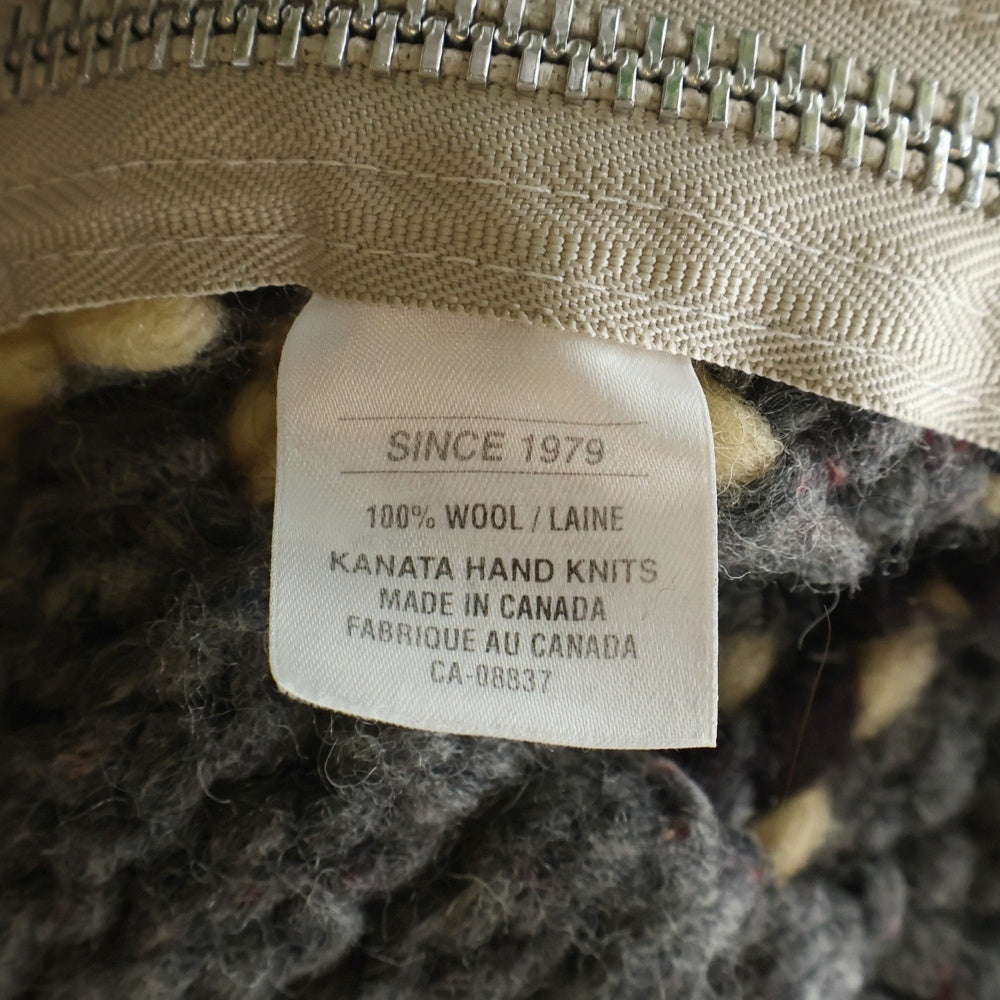 SINCE 1979
100% WOOL / LAINE
KANATA HAND KNITS
MADE IN CANADA
FABRIQUE AU CANADA
CA-08837